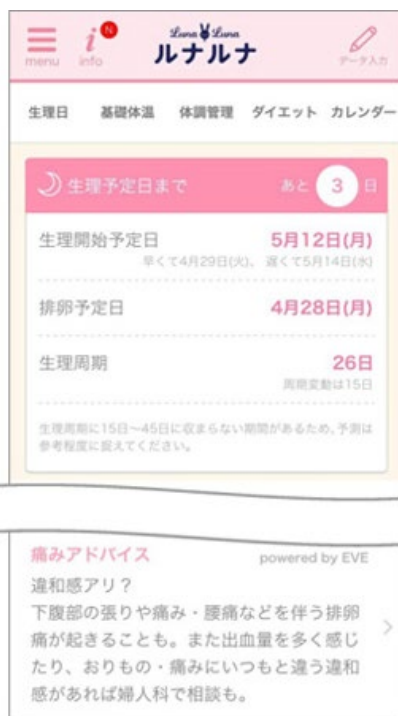 Luna Luna
menu
info
N
ルナルナ
データ入力
生理日 基礎体温 体調管理 ダイエット カレンダー
生理予定日まで あと 3 日
生理開始予定日 5月12日(月)
早くて4月29日(火)、遅くて5月14日(水)
排卵予定日 4月28日(月)
生理周期 26日
周期変動は15日
生理周期に15日〜45日に収まらない期間があるため、予測は
参考程度に捉えてください。
痛みアドバイス powered by EVE
違和感アリ？
下腹部の張りや痛み・腰痛などを伴う排卵
痛が起きることも。また出血量を多く感じ
たり、おりもの・痛みにいつもと違う違和
感があれば婦人科で相談も。